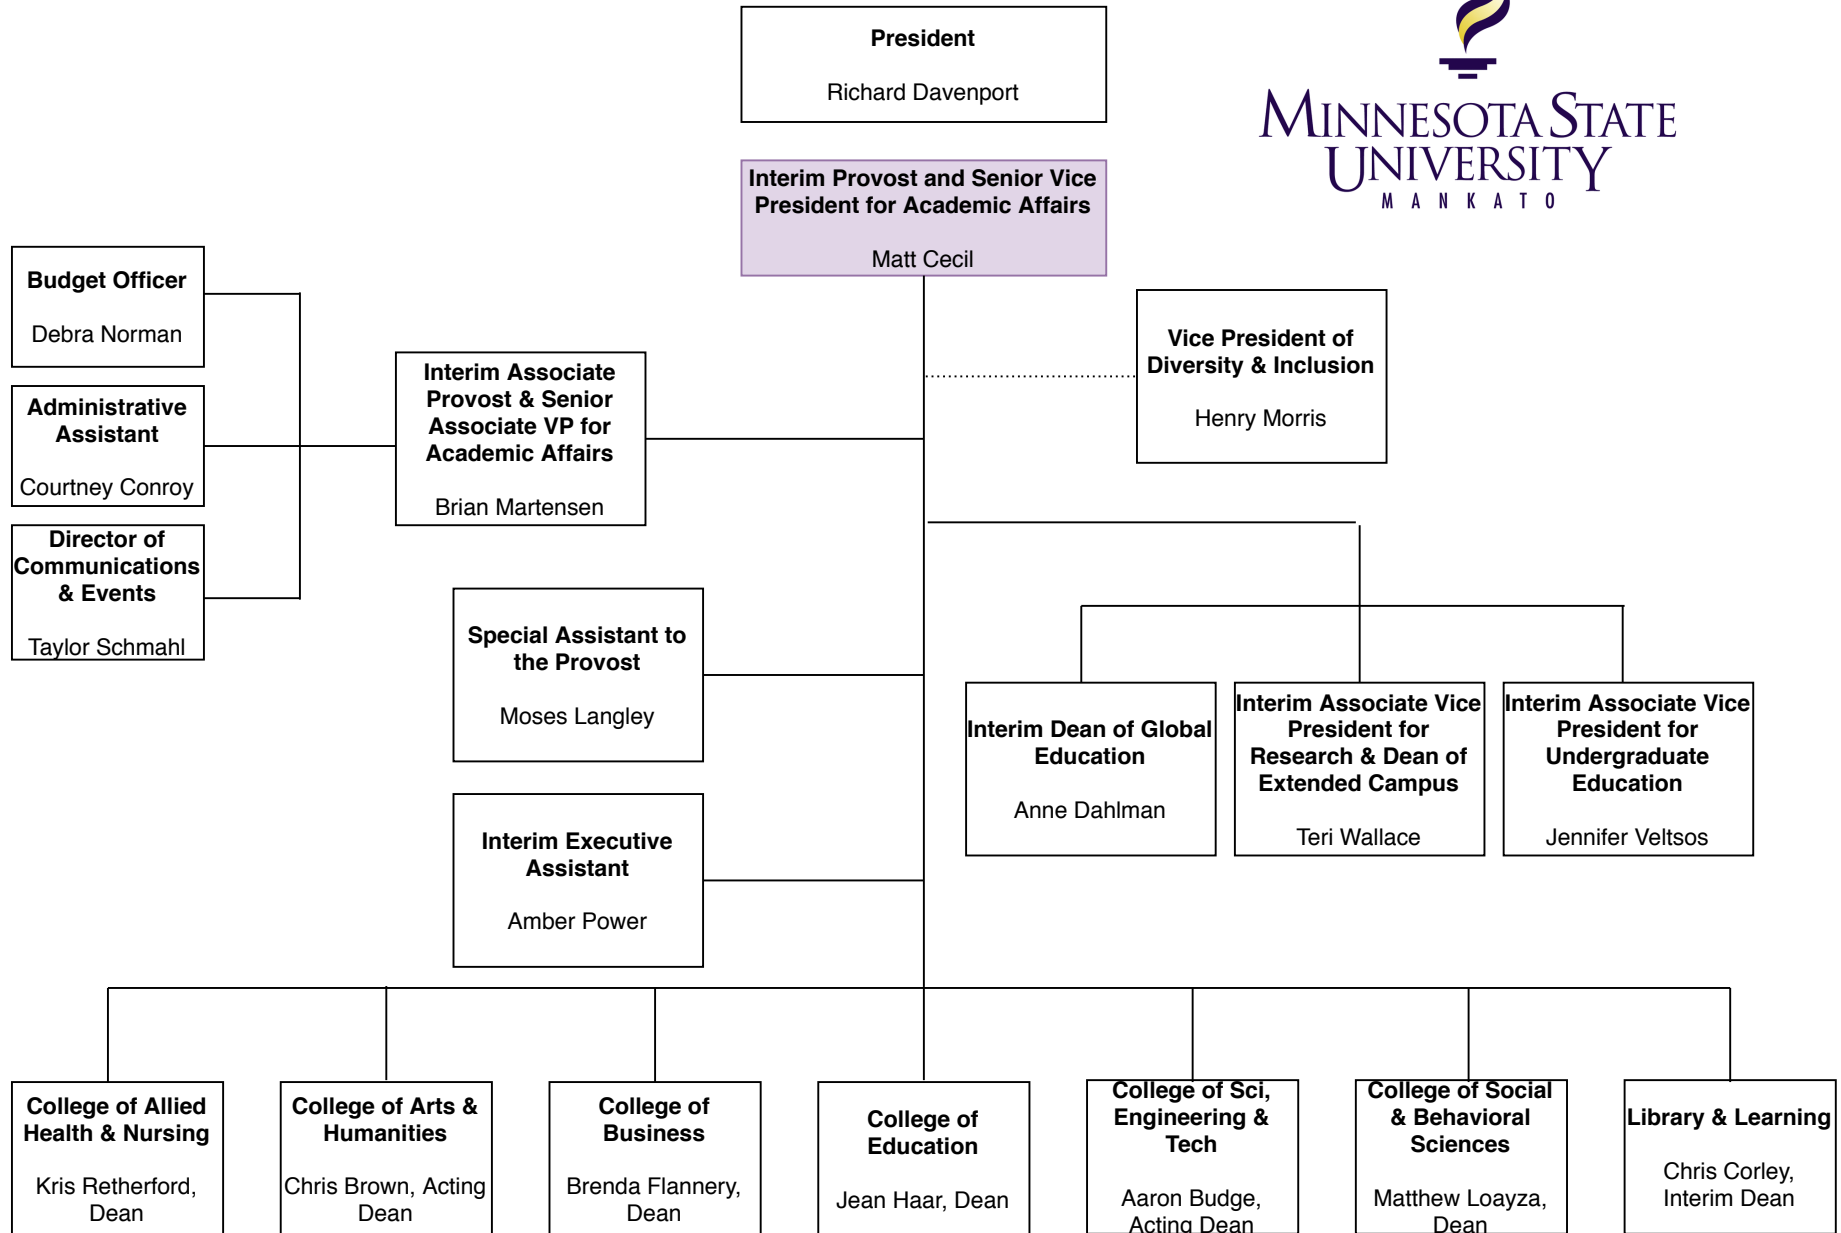 President
Richard Davenport
MINNESOTA STATE
UNIVERSITY
MANKATO
Interim Provost and Senior Vice
President for Academic Affairs
Matt Cecil
Budget Officer
Debra Norman
Administrative
Assistant
Courtney Conroy
Director of
Communications
& Events
Taylor Schmahl
Interim Associate
Provost & Senior
Associate VP for
Academic Affairs
Brian Martensen
Vice President of
Diversity & Inclusion
Henry Morris
Special Assistant to
the Provost
Moses Langley
Interim Executive
Assistant
Amber Power
Interim Dean of Global
Education
Anne Dahlman
Interim Associate Vice
President for
Research & Dean of
Extended Campus
Teri Wallace
Interim Associate Vice
President for
Undergraduate
Education
Jennifer Veltsos
College of Allied
Health & Nursing
Kris Retherford,
Dean
College of Arts &
Humanities
Chris Brown, Acting
Dean
College of
Business
Brenda Flannery,
Dean
College of
Education
Jean Haar, Dean
College of Sci,
Engineering &
Tech
Aaron Budge,
Acting Dean
College of Social
& Behavioral
Sciences
Matthew Loayza,
Dean
Library & Learning
Chris Corley,
Interim Dean